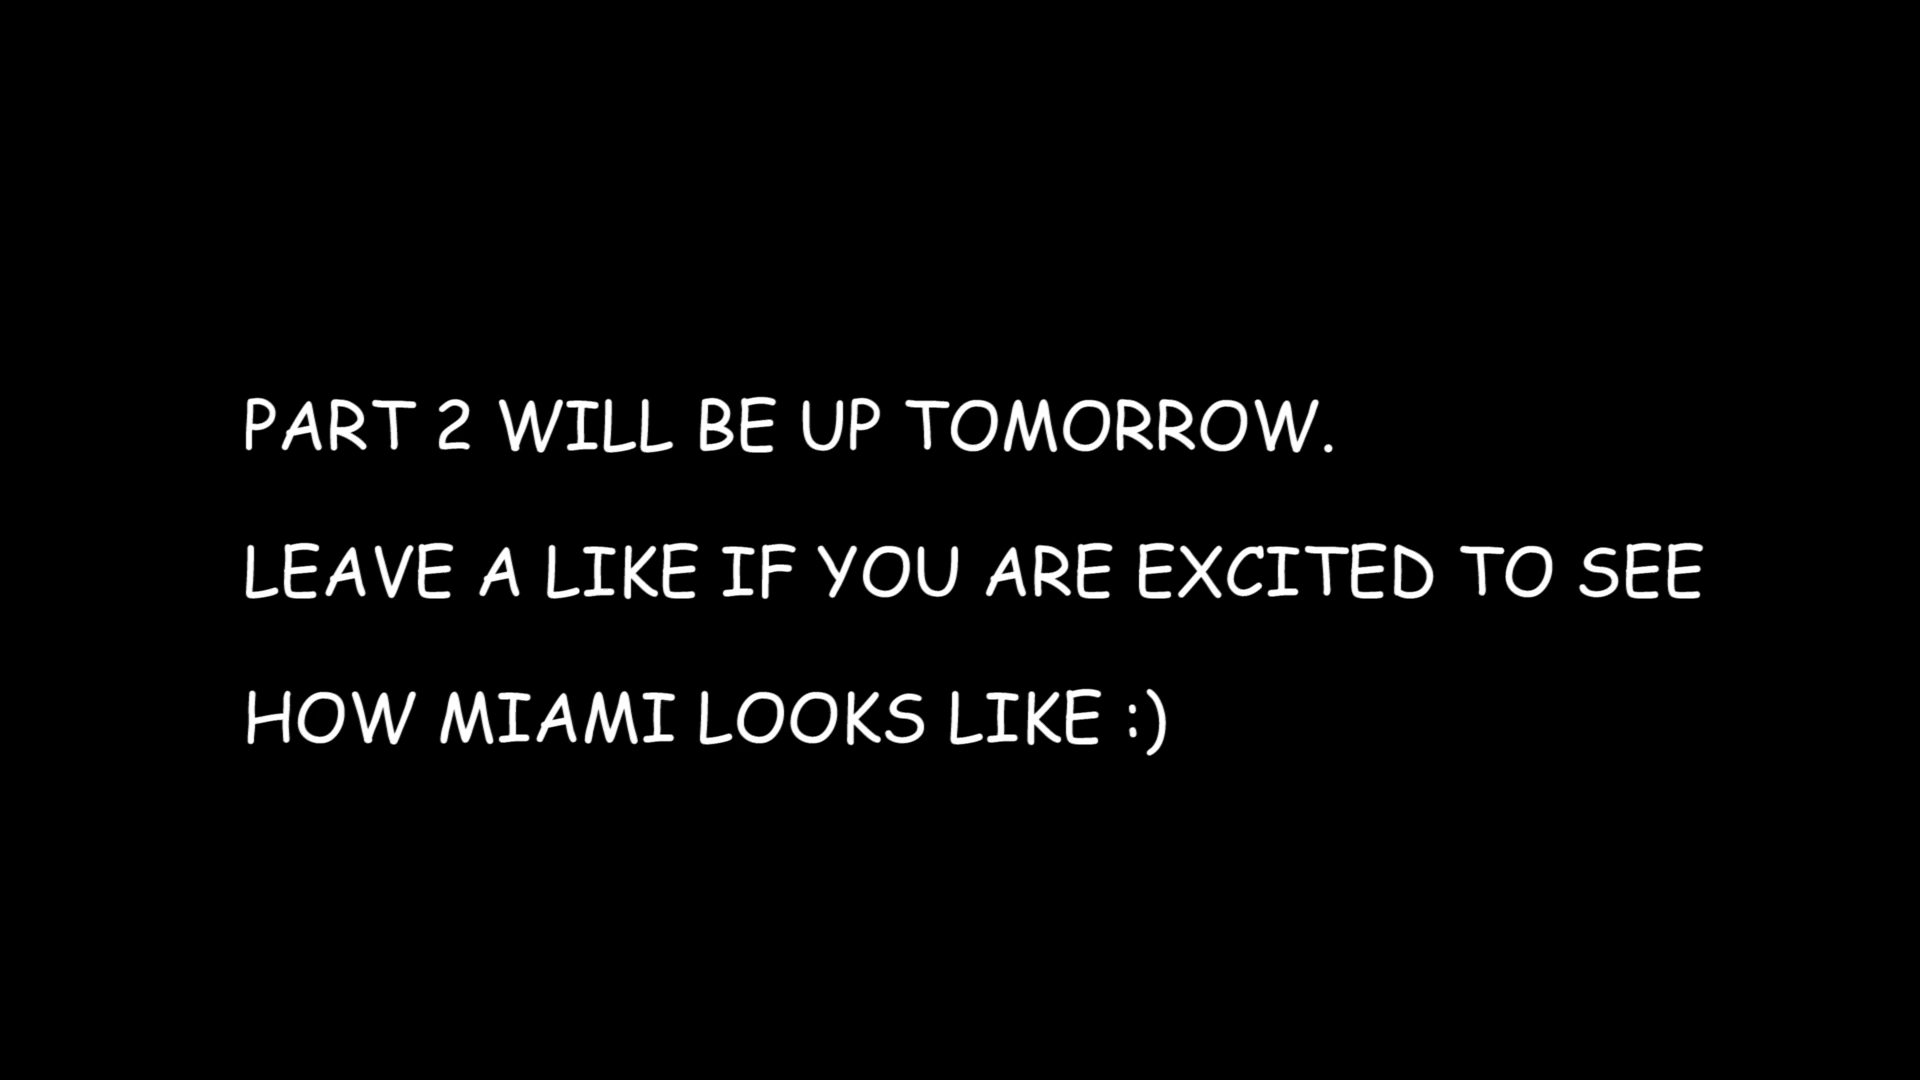 PART 2 WILL BE UP TOMORROW.
LEAVE A LIKE IF YOU ARE EXCITED TO SEE
HOW MIAMI LOOKS LIKE :)